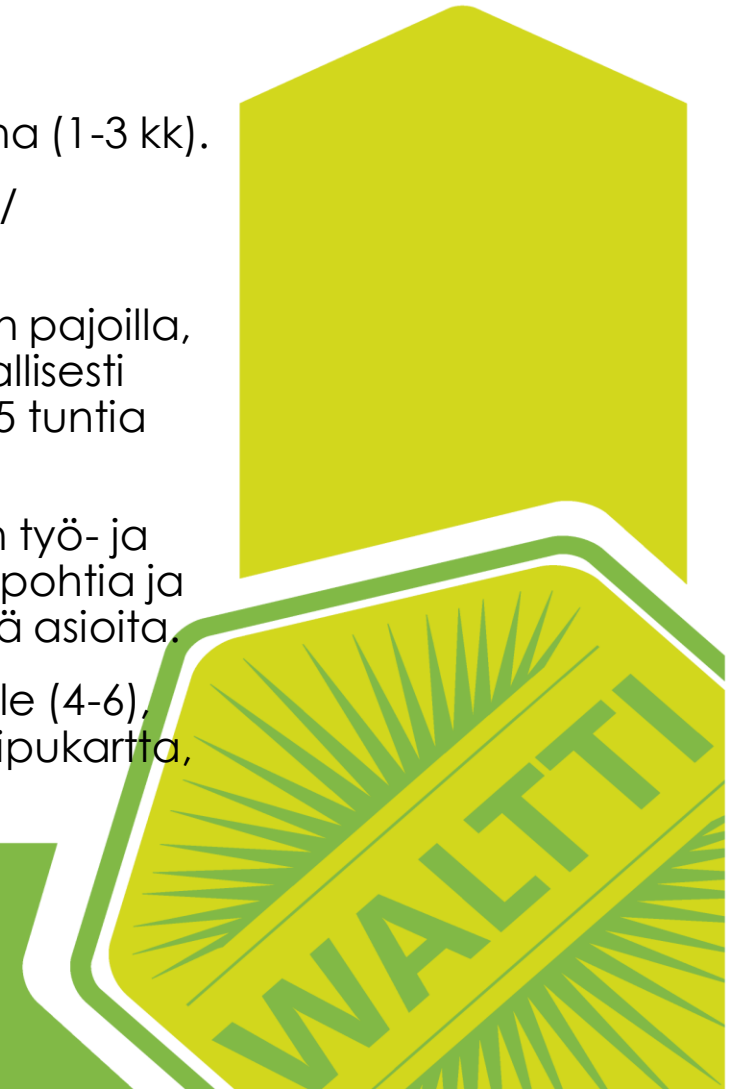 na (1-3 kk).
/
n pajoilla,
allisesti
5 tuntia
n työ- ja
pohtia ja
ä asioita.
le (4-6),
ipukartta,
WALTTI